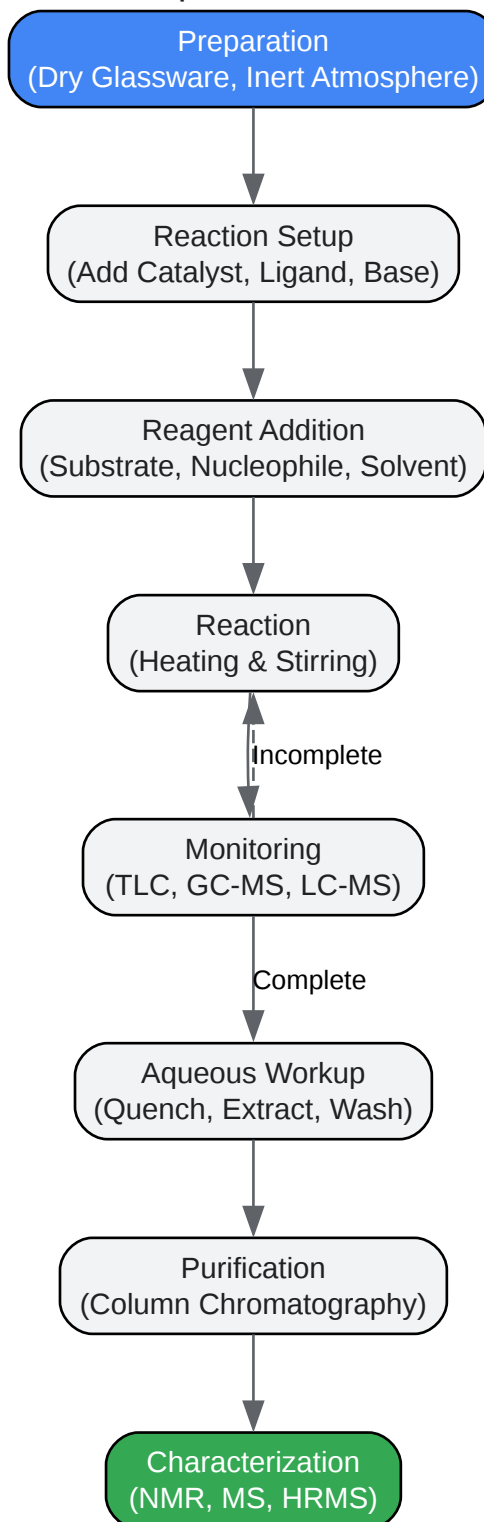 Preparation
(Dry Glassware, Inert Atmosphere)
Reaction Setup
(Add Catalyst, Ligand, Base)
Reagent Addition
(Substrate, Nucleophile, Solvent)
Reaction
(Heating & Stirring)
Incomplete
Monitoring
(TLC, GC-MS, LC-MS)
Complete
Aqueous Workup
(Quench, Extract, Wash)
Purification
(Column Chromatography)
Characterization
(NMR, MS, HRMS)